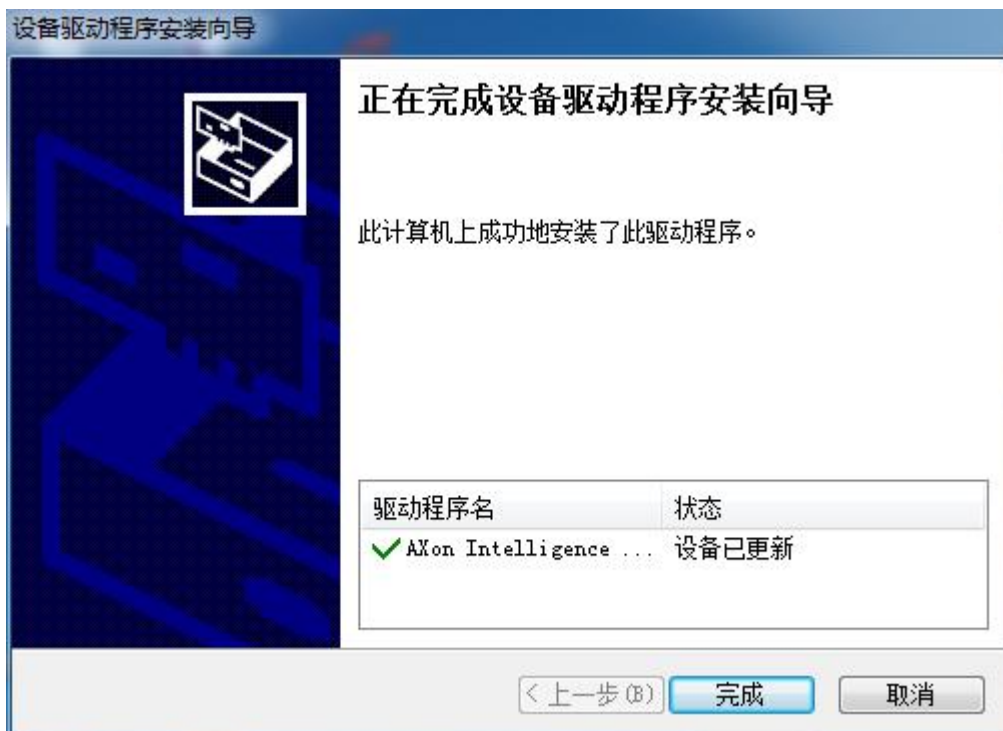 设备驱动程序安装向导
正在完成设备驱动程序安装向导
此计算机上成功地安装了此驱动程序。
驱动程序名 状态
AXon Intelligence ... 设备已更新
< 上一步(B) 完成 取消